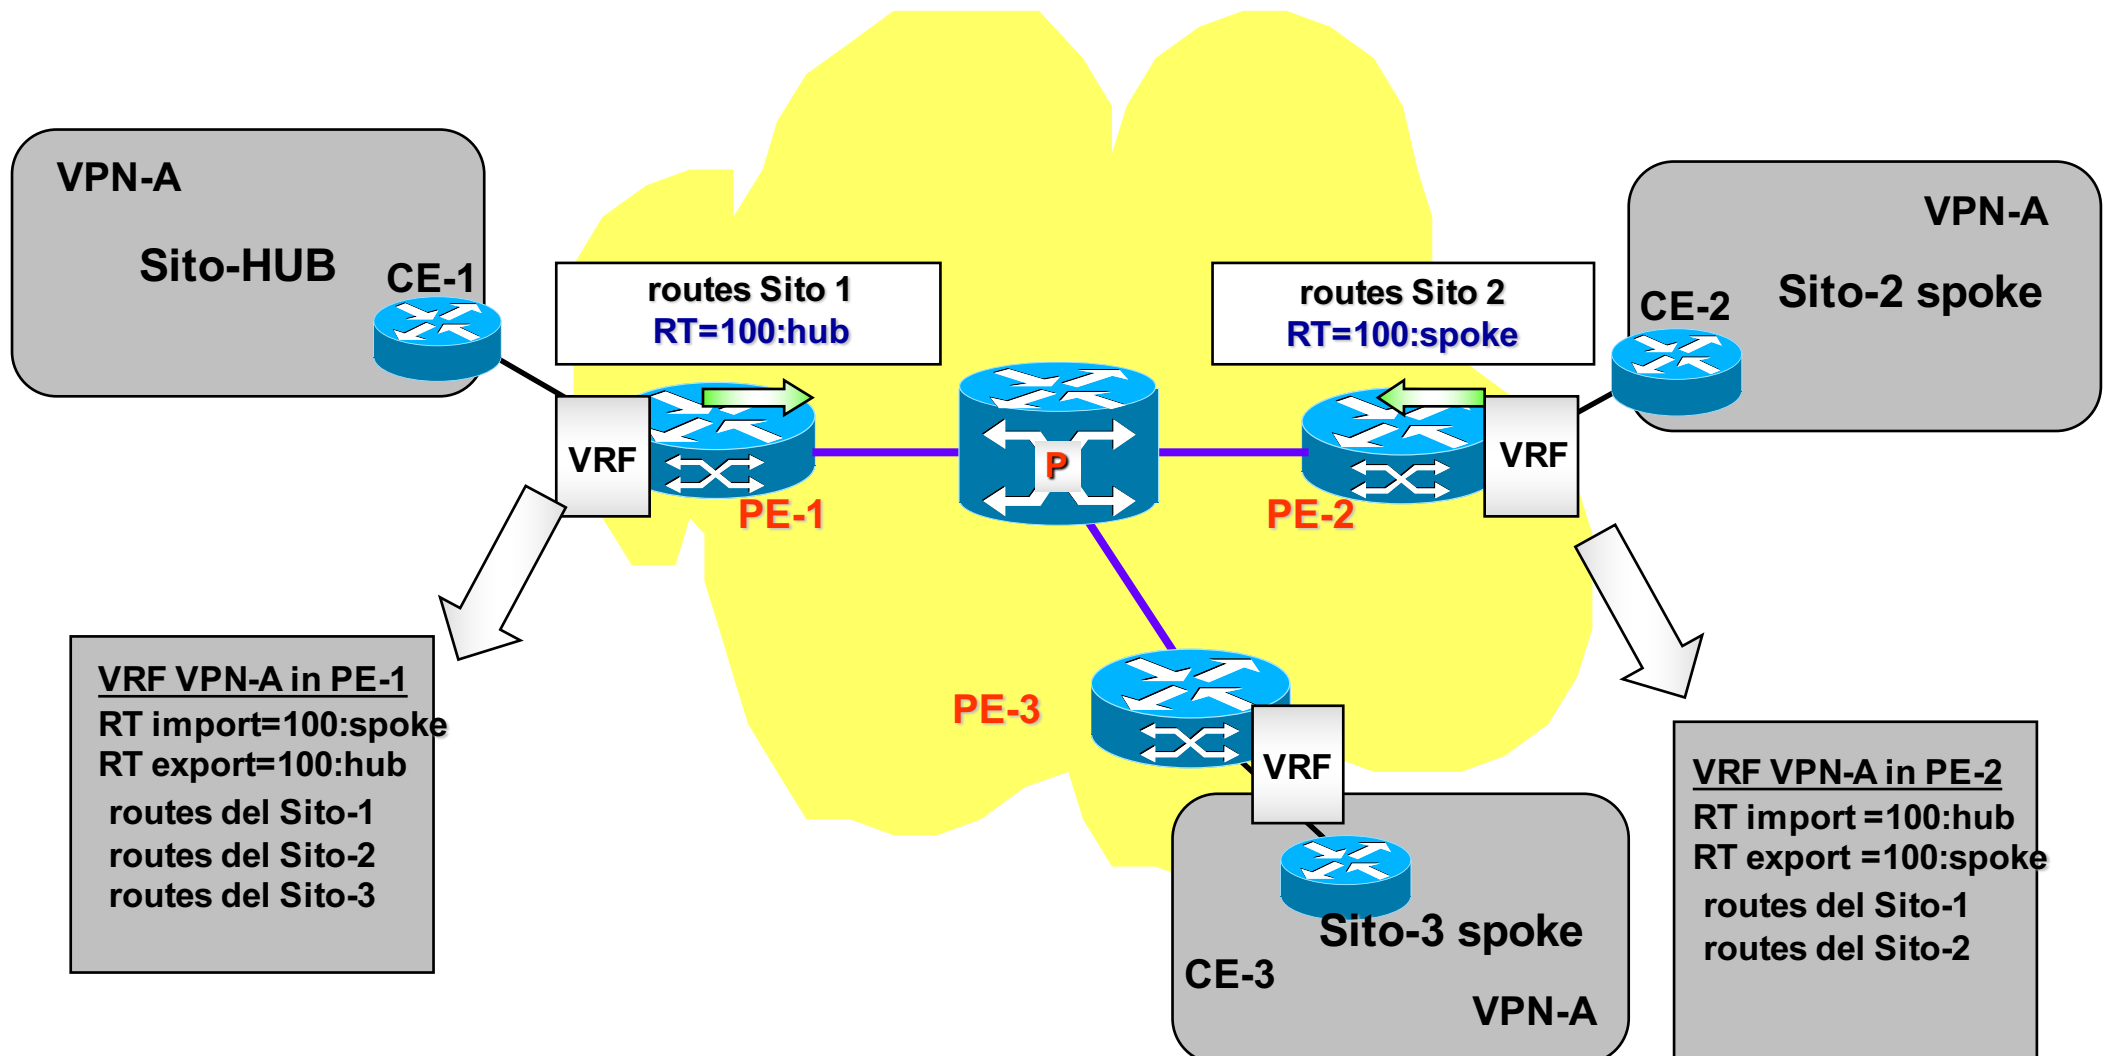 VPN-A
Sito-HUB
CE-1
routes Sito 1
RT=100:hub
routes Sito 2
RT=100:spoke
VPN-A
Sito-2 spoke
CE-2
VRF
PE-1
P
PE-2
VRF
VRF VPN-A in PE-1
RT import=100:spoke
RT export=100:hub
routes del Sito-1
routes del Sito-2
routes del Sito-3
PE-3
VRF
Sito-3 spoke
CE-3
VPN-A
VRF VPN-A in PE-2
RT import =100:hub
RT export =100:spoke
routes del Sito-1
routes del Sito-2